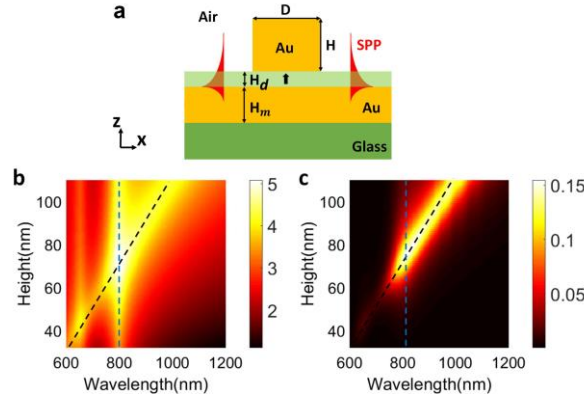 a
Air
D
H
Au
SPP
H_d
H_m
Au
Glass
z
x
b
c
Height(nm)
100
80
60
40
600 800 1000 1200
Wavelength(nm)
5
4
3
2
Height(nm)
100
80
60
40
600 800 1000 1200
Wavelength(nm)
0.15
0.1
0.05